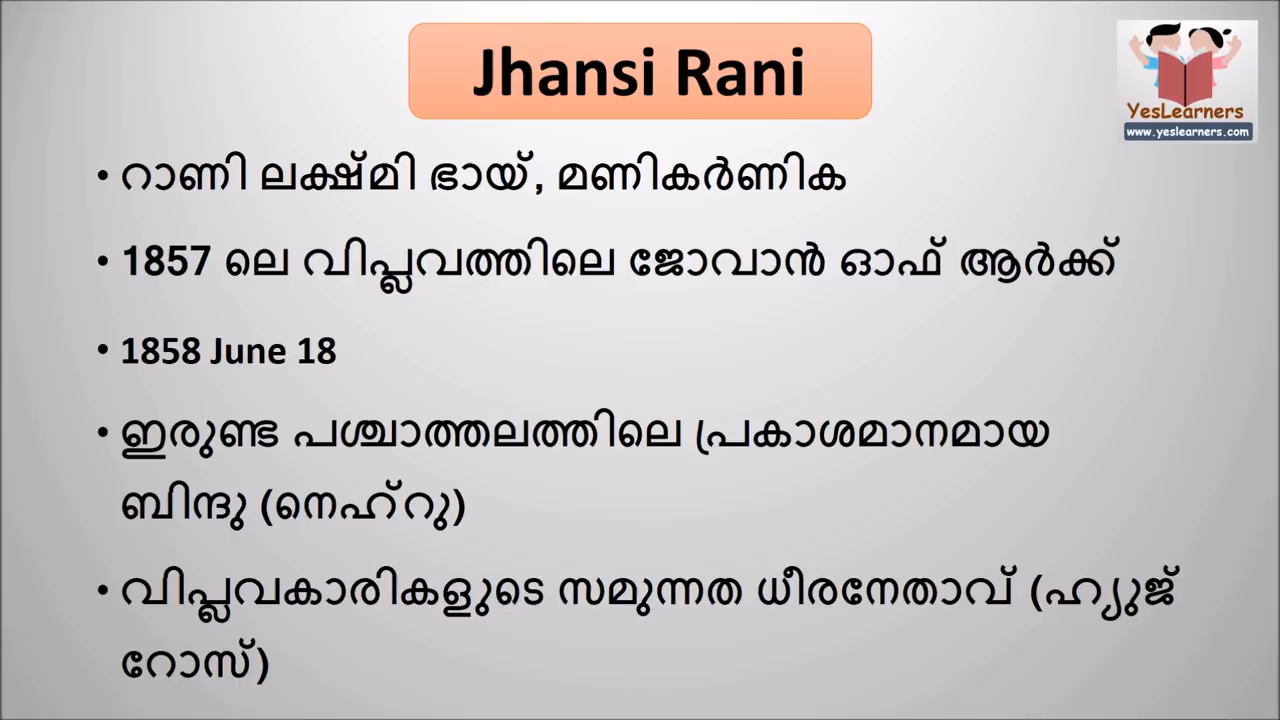 Jhansi Rani
YesLearners
www.yeslearners.com
• റാണി ലക്ഷ്മി ഭായ്, മണികർണിക
• 1857 ലെ വിപ്ലവത്തിലെ ജോവാൻ ഓഫ് ആർക്ക്
• 1858 June 18
• ഇരുണ്ട പശ്ചാത്തലത്തിലെ പ്രകാശമാനമായ
ബിന്ദു (നെഹ്റു)
• വിപ്ലവകാരികളുടെ സമുന്നത ധീരനേതാവ് (ഹ്യുജ്
റോസ്)